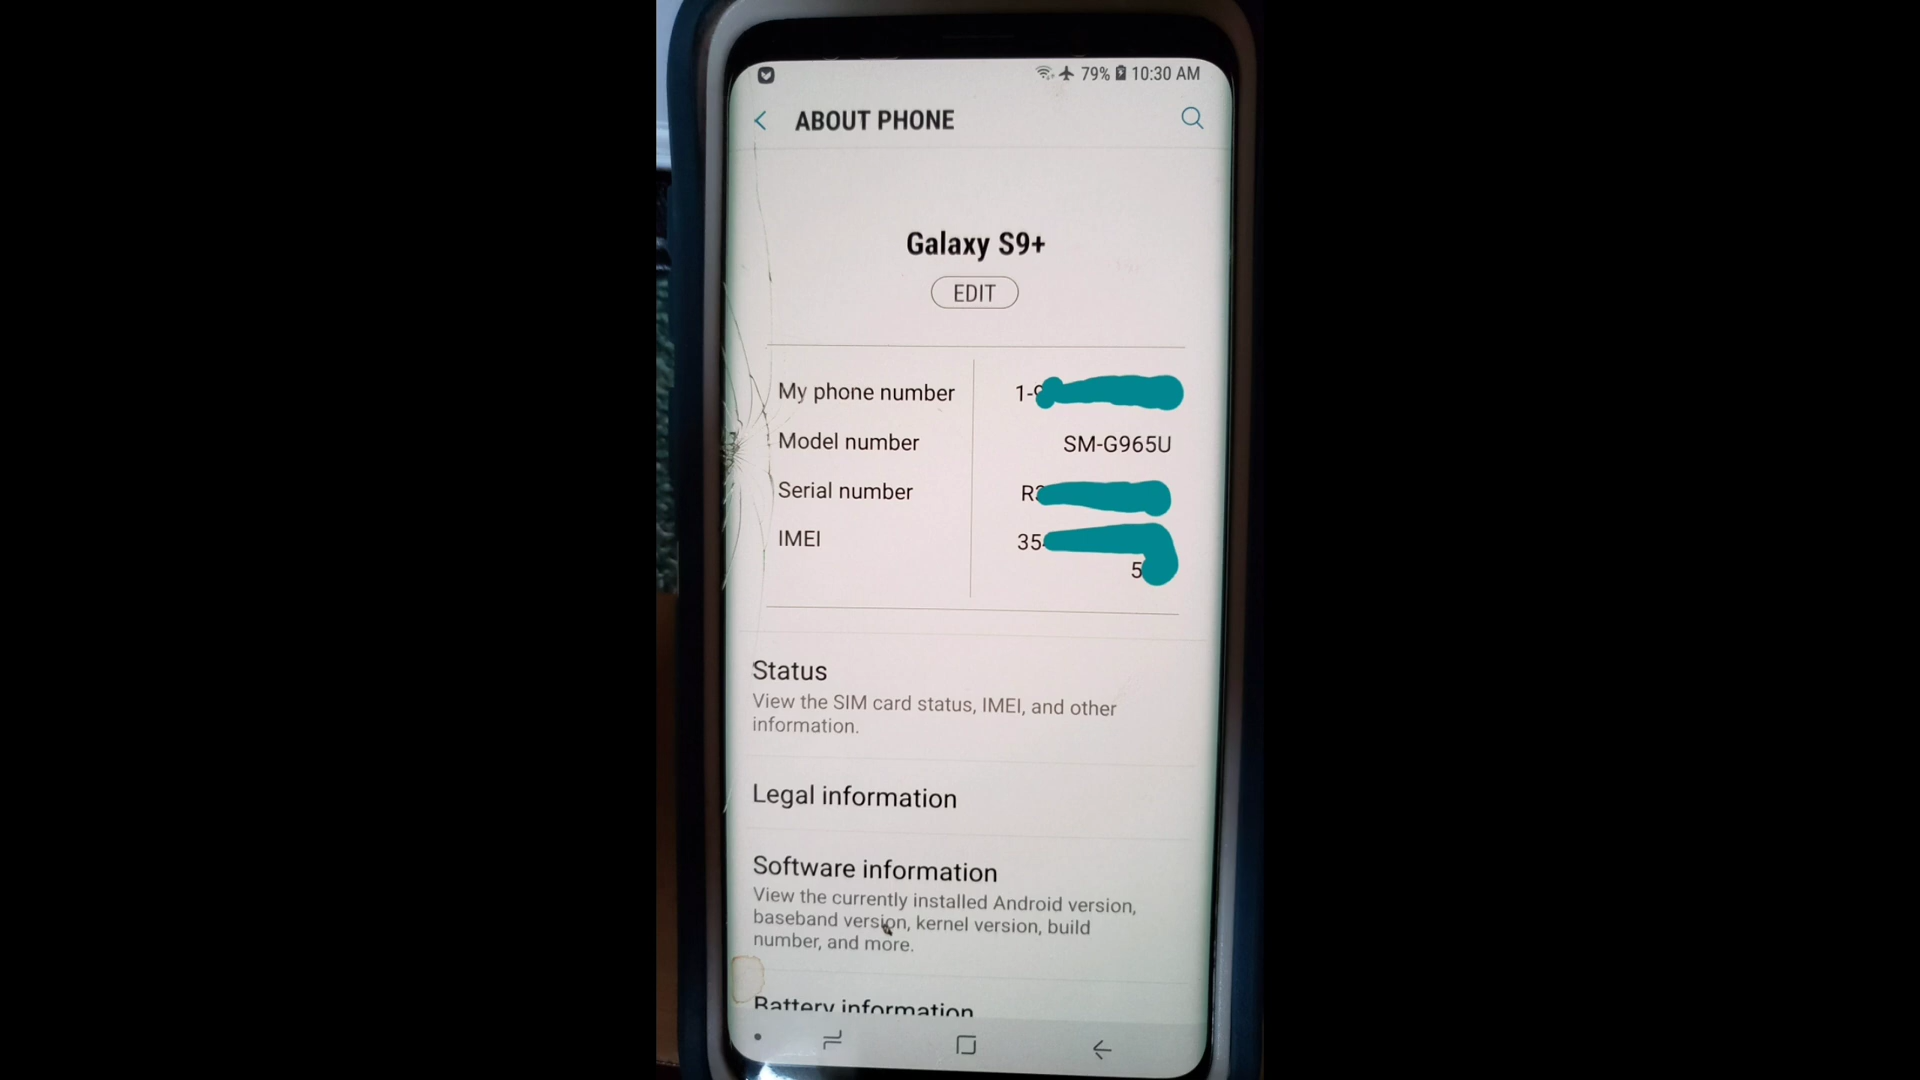 79% 10:30 AM
ABOUT PHONE
Galaxy S9+
EDIT
My phone number 1-9
Model number SM-G965U
Serial number R3
IMEI 35
5
Status
View the SIM card status, IMEI, and other
information.
Legal information
Software information
View the currently installed Android version,
baseband version, kernel version, build
number, and more.
Battery information